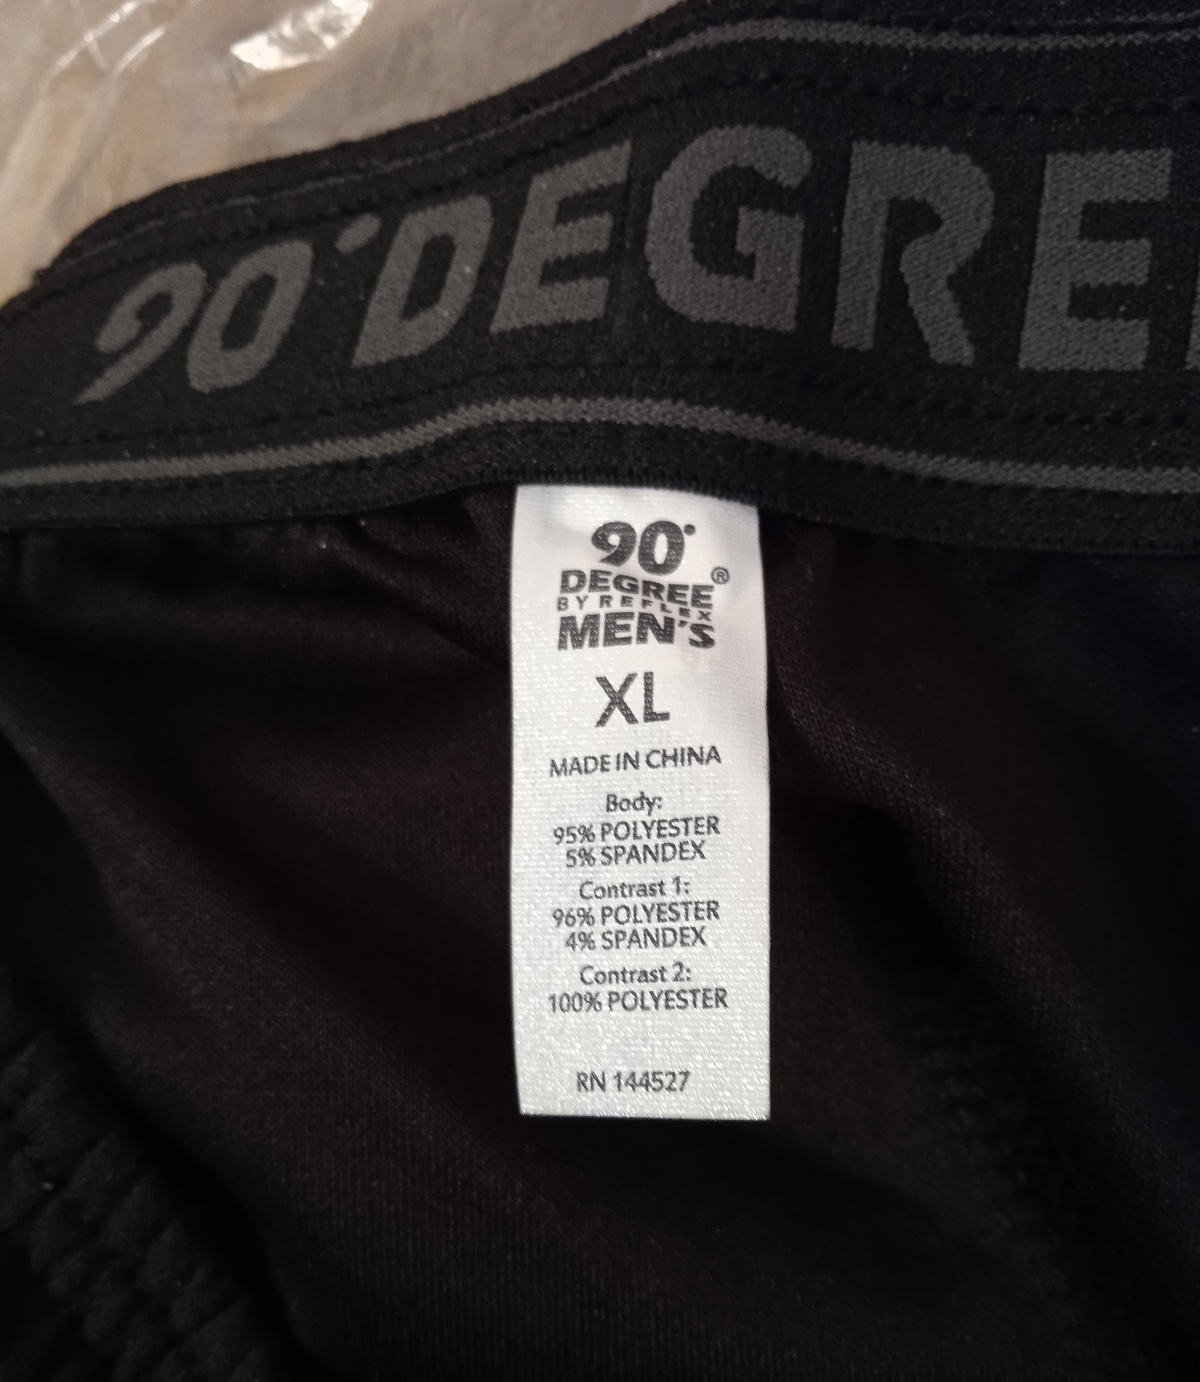 90°DEGREE
90°
DEGREE®
BY REFLEX
MEN'S
XL
MADE IN CHINA
Body:
95% POLYESTER
5% SPANDEX
Contrast 1:
96% POLYESTER
4% SPANDEX
Contrast 2:
100% POLYESTER
RN 144527